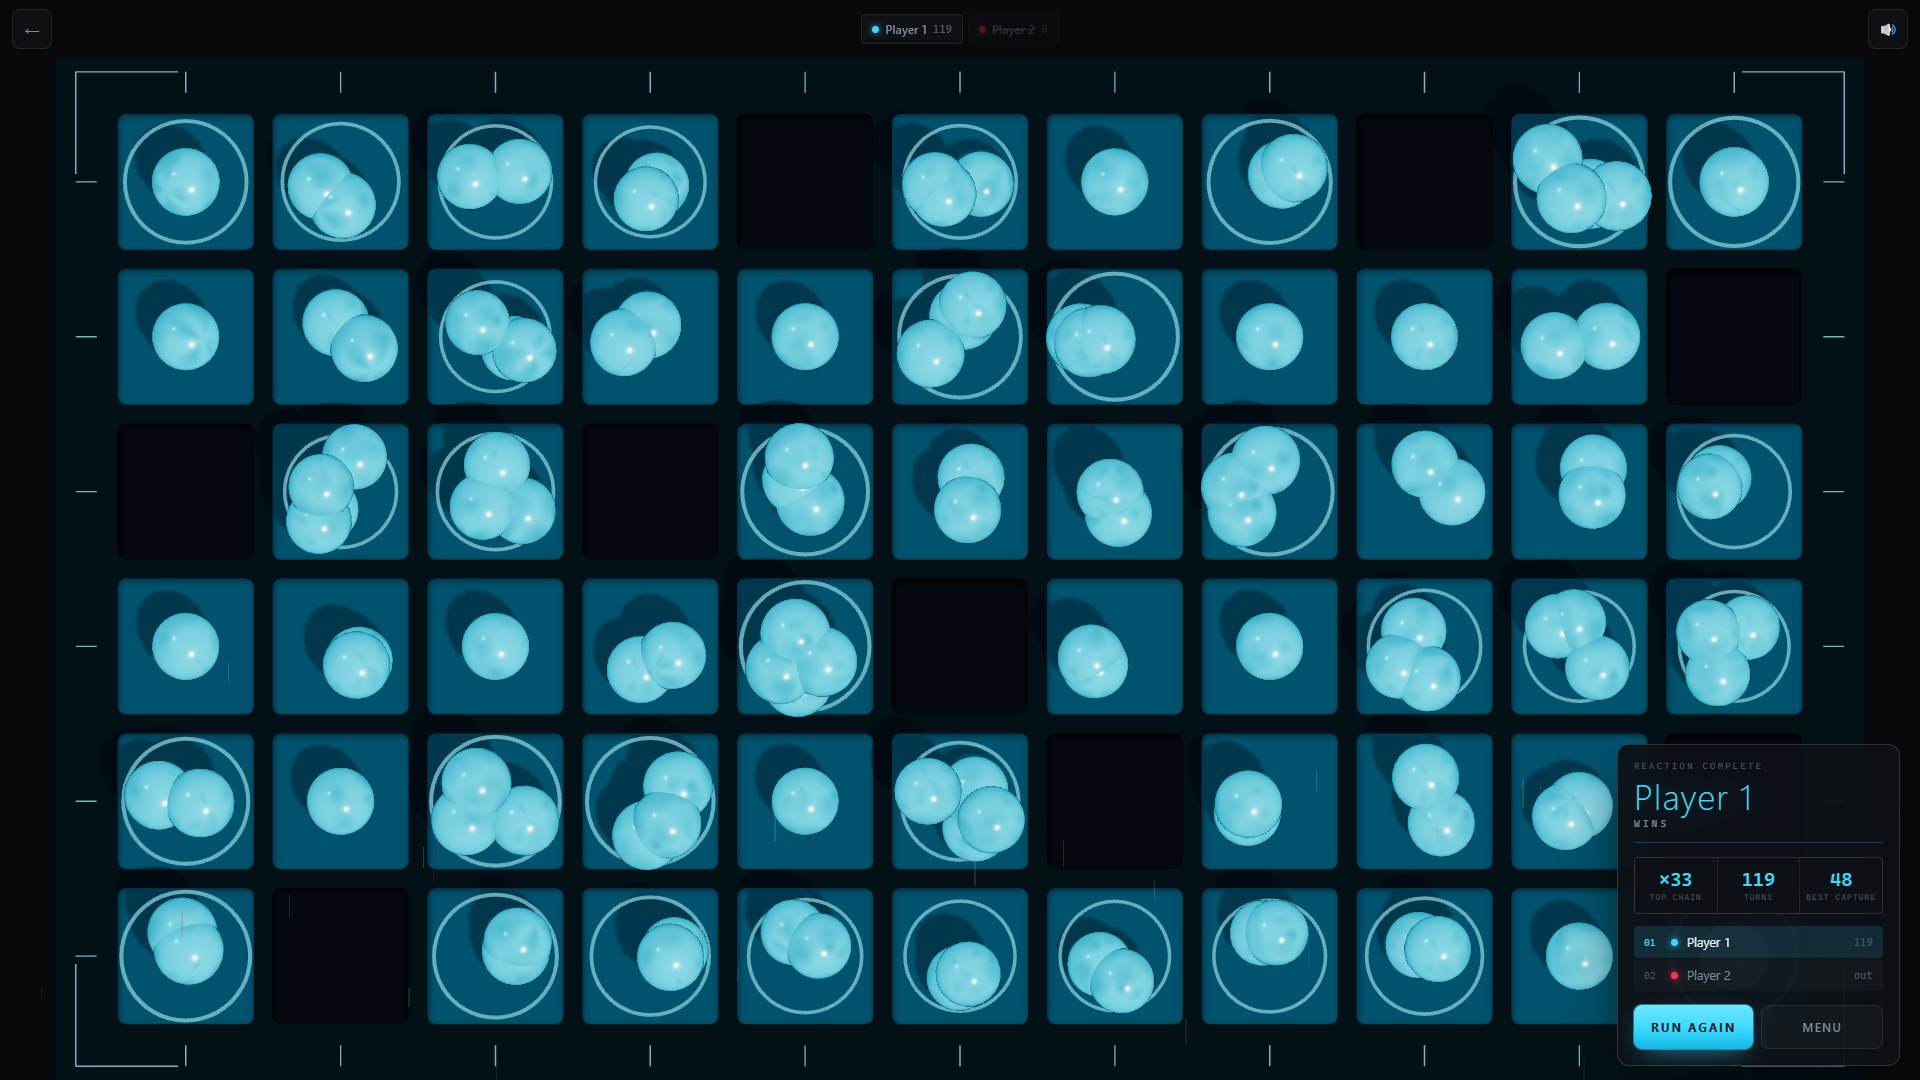 ←
Player 1 119
Player 2 0
REACTION COMPLETE
Player 1
WINS
×33 119 48
TOP CHAIN TURNS BEST CAPTURE
01 Player 1 119
02 Player 2 out
RUN AGAIN MENU